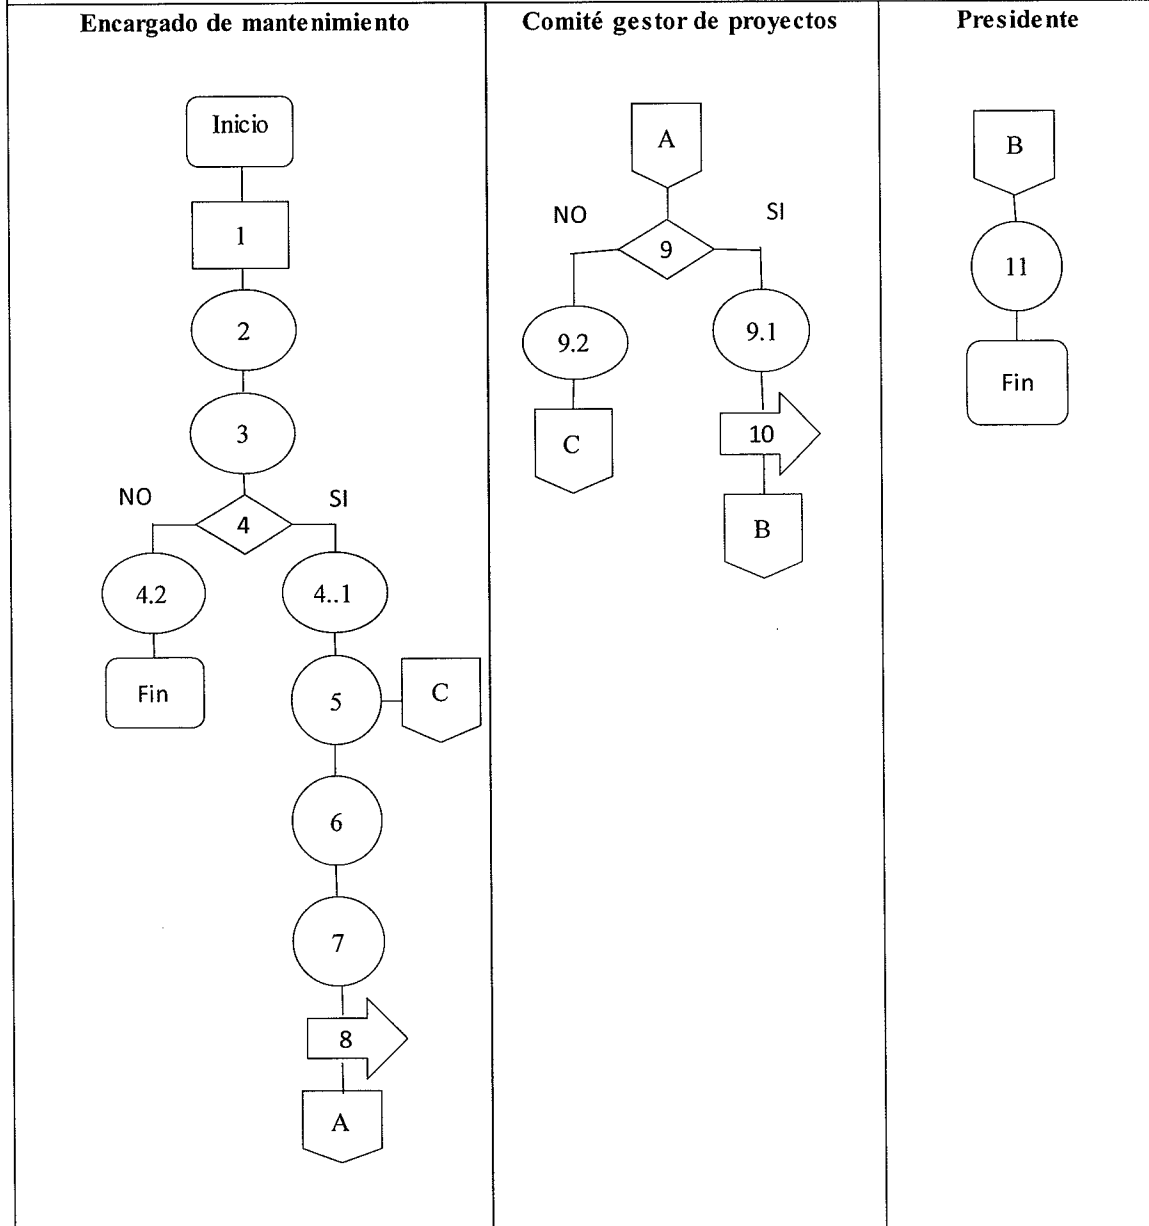 Encargado de mantenimiento
Inicio
1
2
3
NO
SI
4
4.2
4..1
Fin
5
C
6
7
8
A
Comité gestor de proyectos
A
NO
SI
9
9.2
9.1
C
10
B
Presidente
B
11
Fin